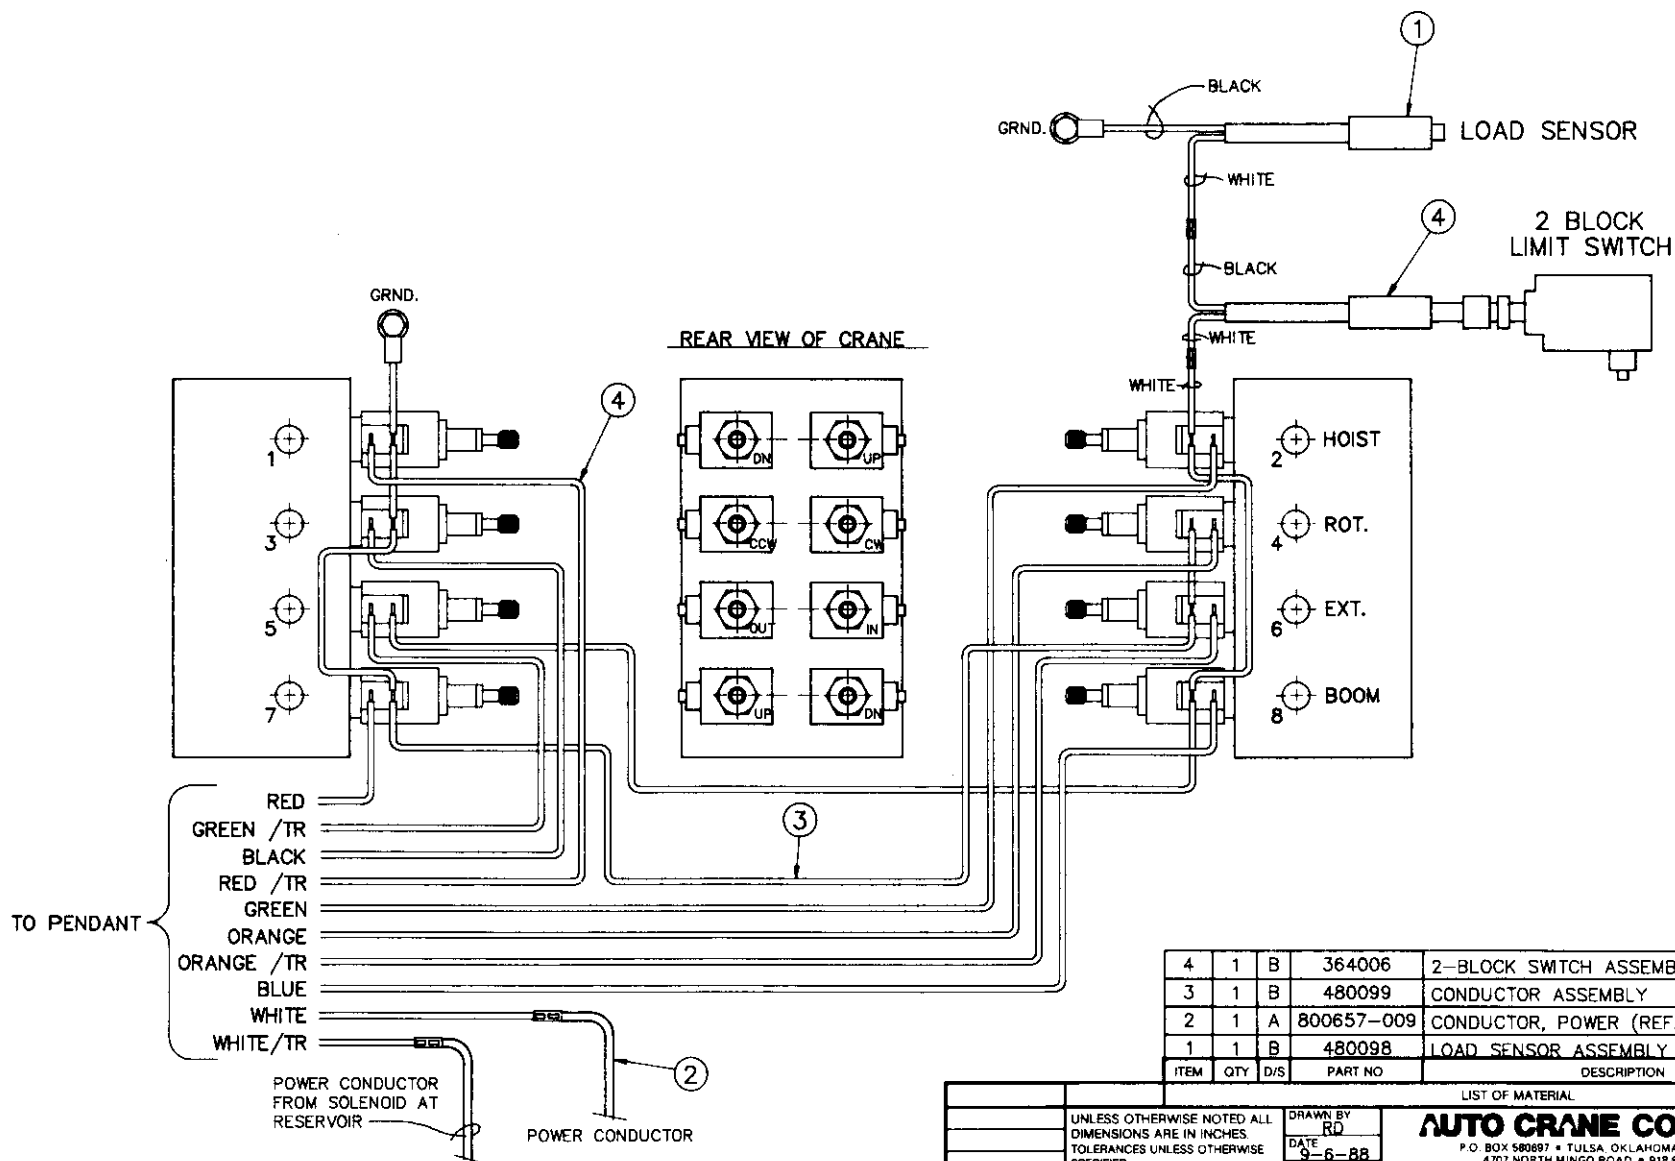 1
BLACK
GRND.
LOAD SENSOR
WHITE
4
2 BLOCK
LIMIT SWITCH
BLACK
GRND.
REAR VIEW OF CRANE
WHITE
WHITE
4
1
DN
UP
2
HOIST
3
CCW
CW
4
ROT.
5
OUT
IN
6
EXT.
7
UP
DN
8
BOOM
RED
GREEN /TR
BLACK
RED /TR
GREEN
ORANGE
ORANGE /TR
BLUE
WHITE
WHITE/TR
TO PENDANT
3
2
POWER CONDUCTOR
FROM SOLENOID AT
RESERVOIR
POWER CONDUCTOR
4 1 B 364006 2-BLOCK SWITCH ASSEMB
3 1 B 480099 CONDUCTOR ASSEMBLY
2 1 A 800657-009 CONDUCTOR, POWER (REF.
1 1 B 480098 LOAD SENSOR ASSEMBLY
ITEM QTY D/S PART NO DESCRIPTION
LIST OF MATERIAL
UNLESS OTHERWISE NOTED ALL
DIMENSIONS ARE IN INCHES.
TOLERANCES UNLESS OTHERWISE
DRAWN BY
RD
DATE
9-6-88
AUTO CRANE CO
P.O. BOX 580697 • TULSA, OKLAHOMA
4707 NORTH MINGO ROAD